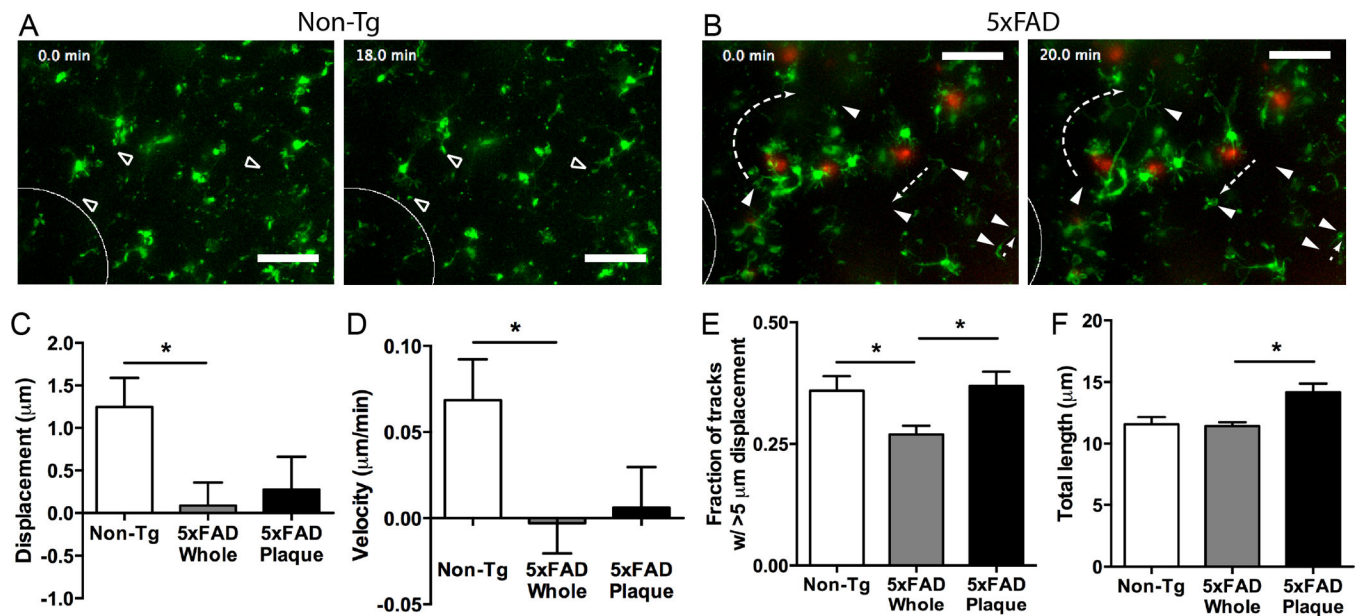 A
Non-Tg
B
5xFAD
0.0 min
18.0 min
0.0 min
20.0 min
C
Displacement (μm)
1.5
1.0
0.5
0.0
-0.5
-1.0
*
Non-Tg
5xFAD
Whole
5xFAD
Plaque
D
Velocity (μm/min)
0.10
0.05
0.00
-0.05
*
Non-Tg
5xFAD
Whole
5xFAD
Plaque
E
Fraction of tracks
w/ >5 μm displacement
0.50
0.25
0.00
*
*
Non-Tg
5xFAD
Whole
5xFAD
Plaque
F
Total length (μm)
20
15
10
5
0
*
Non-Tg
5xFAD
Whole
5xFAD
Plaque